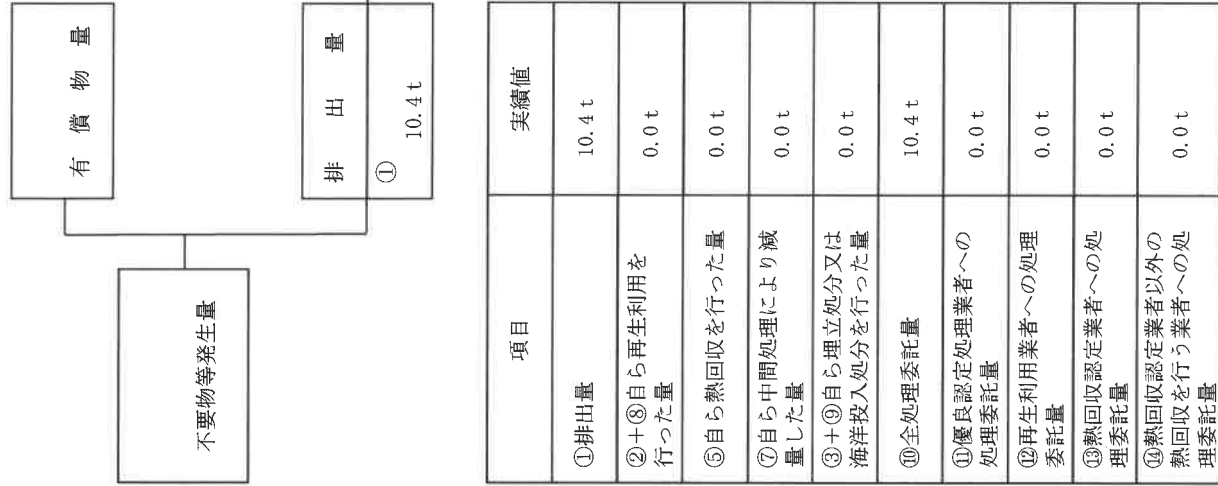 有償物量
排出量
①
10.4t
不要物等発生量
項目
実績値
①排出量
10.4t
②+⑧自ら再生利用を
行った量
0.0t
⑤自ら熱回収を行った量
0.0t
⑦自ら中間処理により減
量した量
0.0t
③+⑨自ら埋立処分又は
海洋投入処分を行った量
0.0t
⑩全処理委託量
10.4t
⑪優良認定処理業者への
処理委託量
0.0t
⑫再生利用業者への処理
委託量
0.0t
⑬熱回収認定業者への処
理委託量
0.0t
⑭熱回収認定業者以外の
熱回収を行う業者への処
理委託量
0.0t